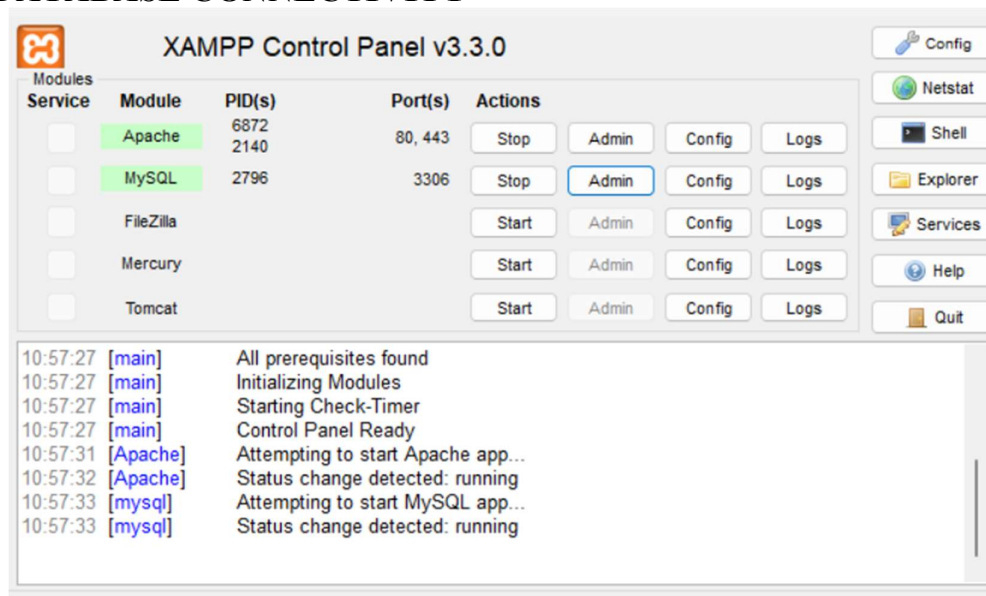 DATABASE CONNECTIVITY
XAMPP Control Panel v3.3.0
Config
Modules
Service Module PID(s) Port(s) Actions
Netstat
Apache 6872 2140 80, 443 Stop Admin Config Logs
Shell
MySQL 2796 3306 Stop Admin Config Logs
Explorer
FileZilla Start Admin Config Logs
Services
Mercury Start Admin Config Logs
Help
Tomcat Start Admin Config Logs
Quit
10:57:27 [main] All prerequisites found
10:57:27 [main] Initializing Modules
10:57:27 [main] Starting Check-Timer
10:57:27 [main] Control Panel Ready
10:57:31 [Apache] Attempting to start Apache app...
10:57:32 [Apache] Status change detected: running
10:57:33 [mysql] Attempting to start MySQL app...
10:57:33 [mysql] Status change detected: running